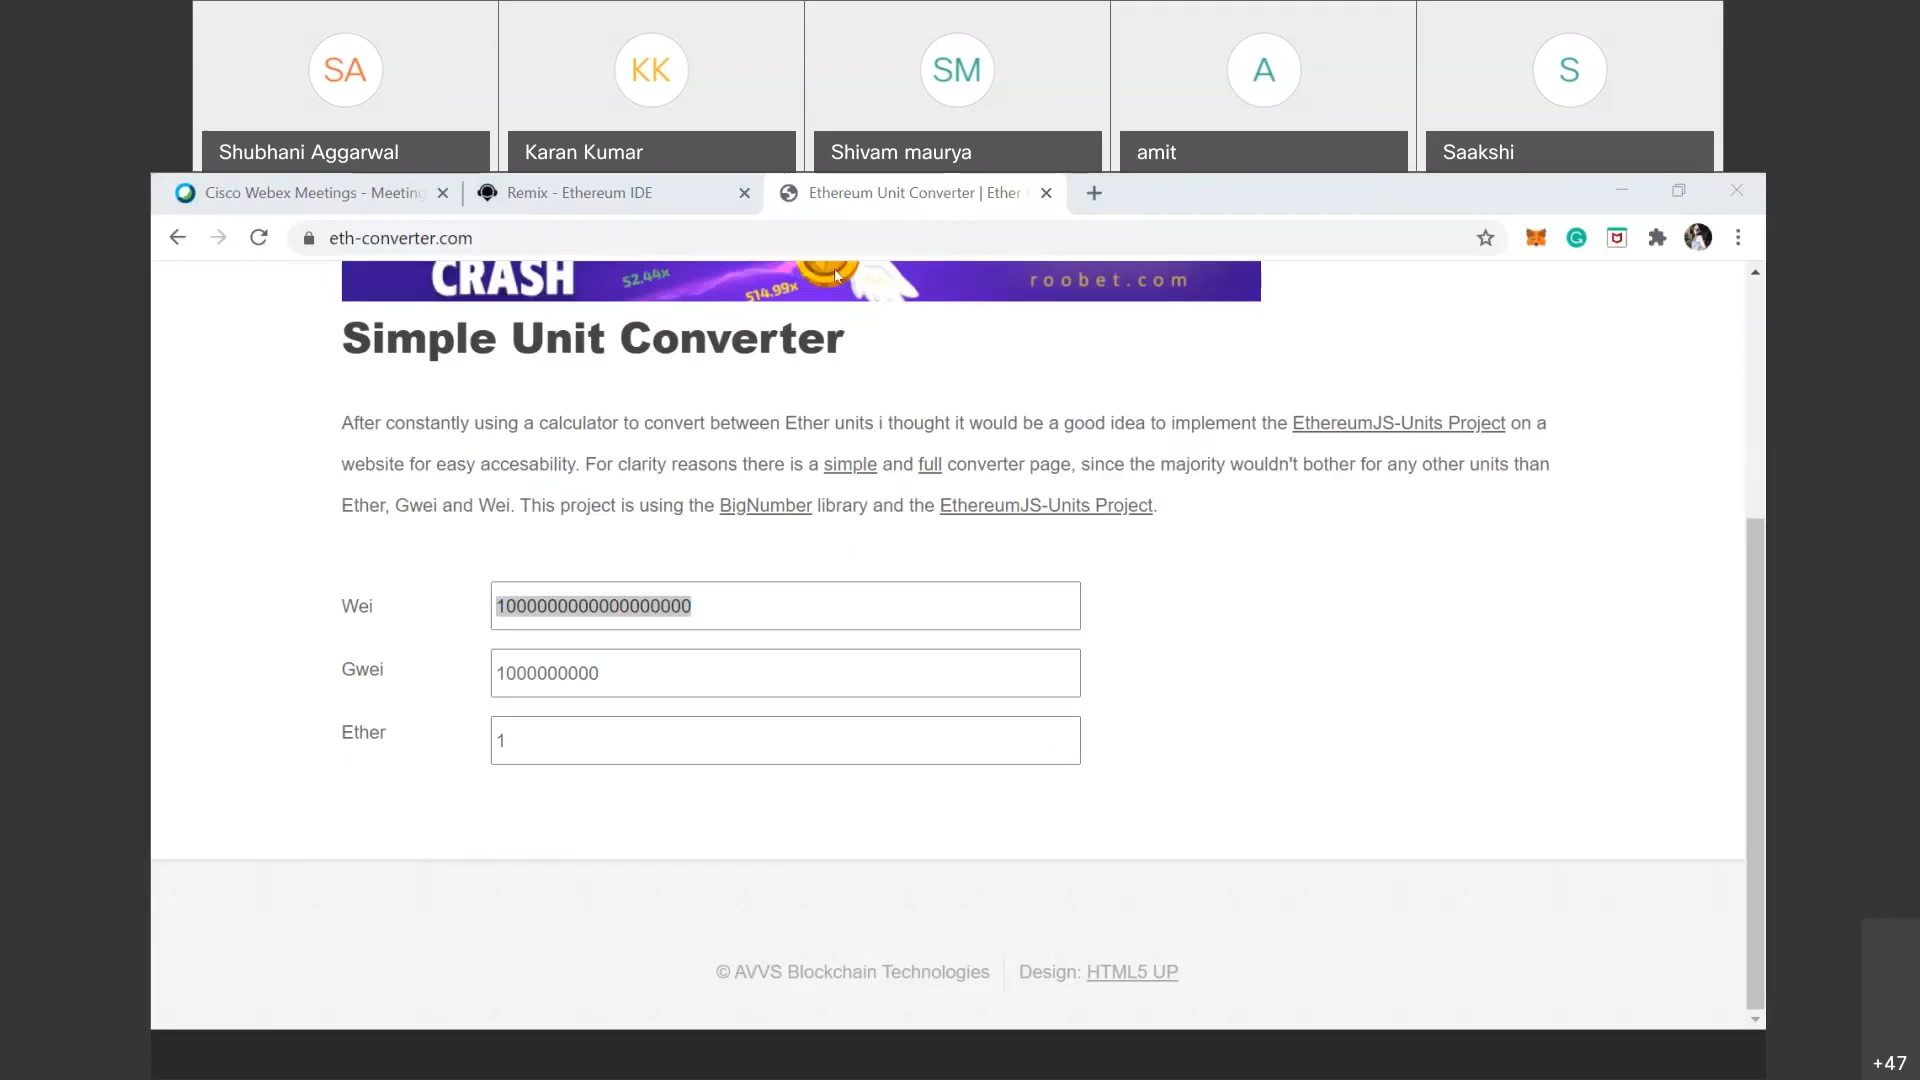 SA
KK
SM
A
S
Shubhani Aggarwal
Karan Kumar
Shivam maurya
amit
Saakshi
Cisco Webex Meetings - Meeting
Remix - Ethereum IDE
Ethereum Unit Converter | Ether
eth-converter.com
CRASH
52.44x
514.99x
roobet.com
Simple Unit Converter
After constantly using a calculator to convert between Ether units i thought it would be a good idea to implement the EthereumJS-Units Project on a
website for easy accesability. For clarity reasons there is a simple and full converter page, since the majority wouldn't bother for any other units than
Ether, Gwei and Wei. This project is using the BigNumber library and the EthereumJS-Units Project.
Wei
1000000000000000000
Gwei
1000000000
Ether
1
© AVVS Blockchain Technologies
Design: HTML5 UP
+47